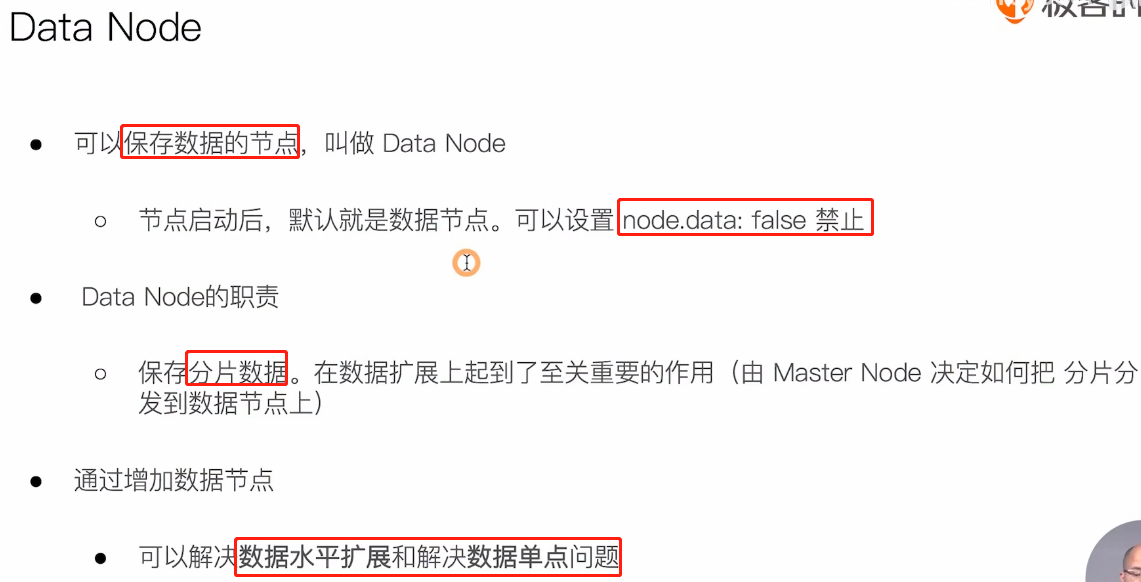 Data Node
● 可以保存数据的节点，叫做 Data Node
○ 节点启动后，默认就是数据节点。可以设置 node.data: false 禁止
● Data Node的职责
○ 保存分片数据。在数据扩展上起到了至关重要的作用（由 Master Node 决定如何把 分片分
发到数据节点上）
● 通过增加数据节点
● 可以解决数据水平扩展和解决数据单点问题